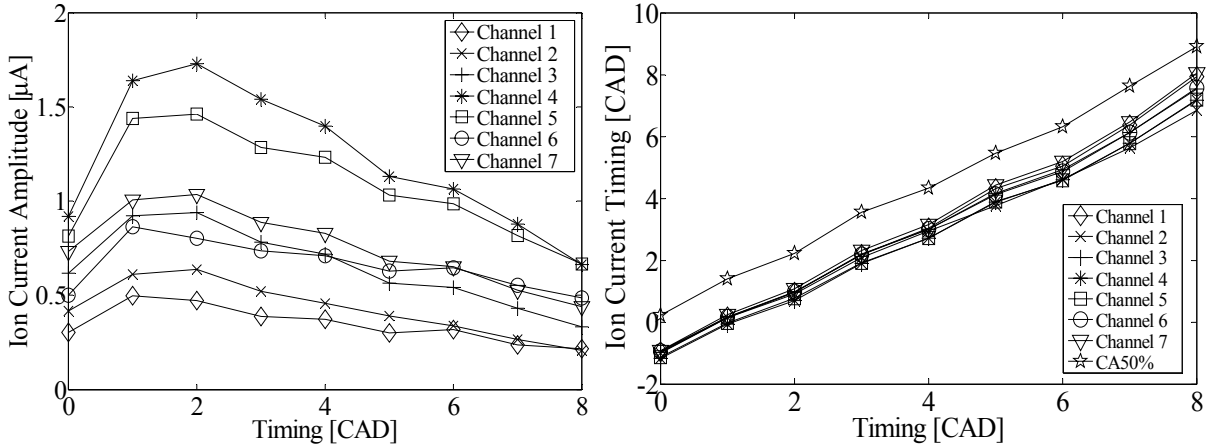 Ion Current Amplitude [μA]
2
1.5
1
0.5
0
Channel 1
Channel 2
Channel 3
Channel 4
Channel 5
Channel 6
Channel 7
0 2 4 6 8
Timing [CAD]
Ion Current Timing [CAD]
10
8
6
4
2
0
-2
Channel 1
Channel 2
Channel 3
Channel 4
Channel 5
Channel 6
Channel 7
CA50%
0 2 4 6 8
Timing [CAD]